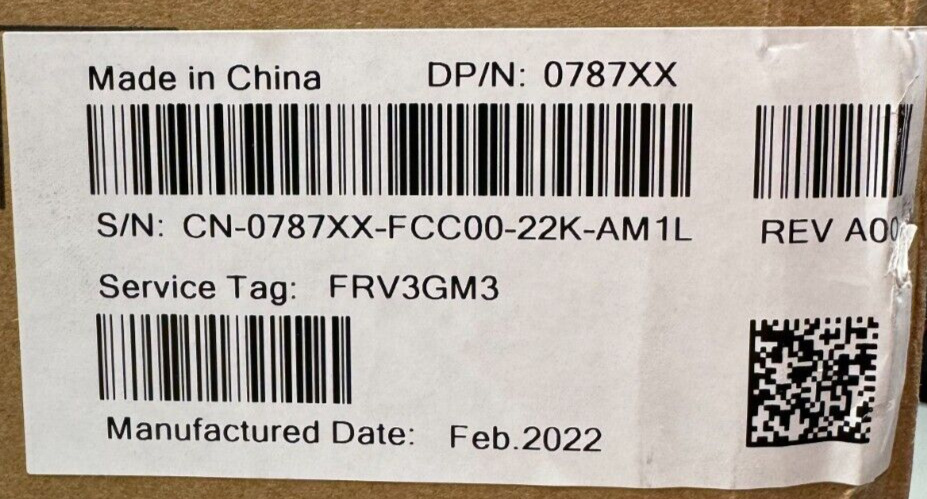 Made in China DP/N: 0787XX
S/N: CN-0787XX-FCC00-22K-AM1L REV A00
Service Tag: FRV3GM3
Manufactured Date: Feb.2022